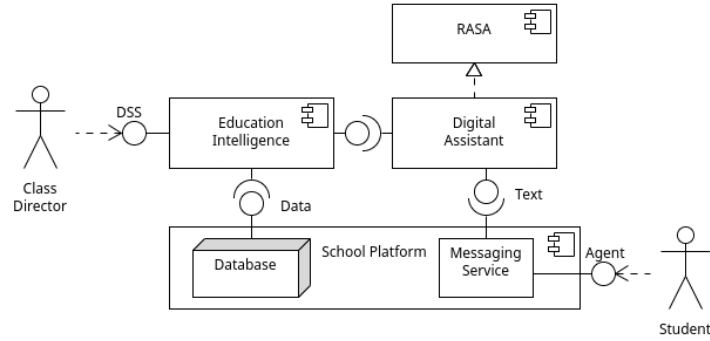 RASA
DSS
Education
Intelligence
Digital
Assistant
Class
Director
Data
Text
School Platform
Database
Messaging
Service
Agent
Student